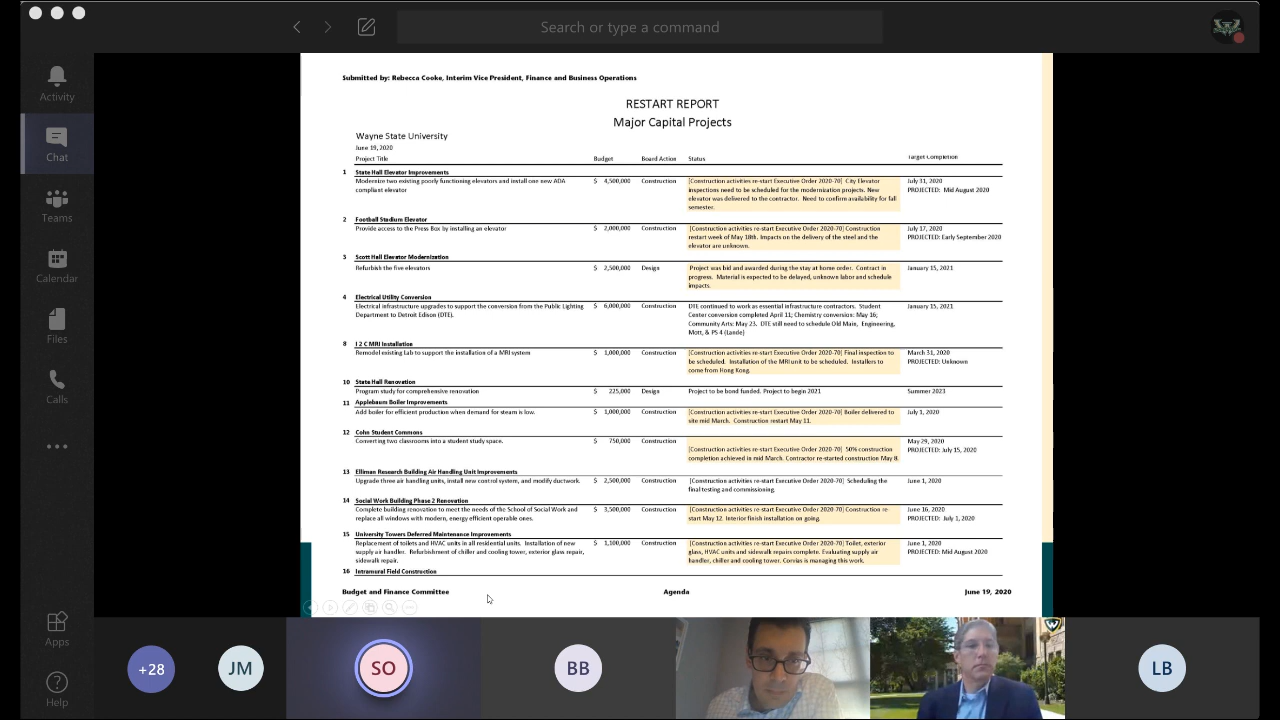 Search or type a command
Activity
Chat
Teams
Calendar
Files
Calls
Apps
Help
Submitted by: Rebecca Cooke, Interim Vice President, Finance and Business Operations
RESTART REPORT
Major Capital Projects
Wayne State University
June 19, 2020
Project Title Budget Board Action Status Target Completion
1 State Hall Elevator Improvements
Modernize two existing poorly functioning elevators and install one new ADA $ 4,500,000 Construction [Construction activities re-start Executive Order 2020-70] City Elevator July 31, 2020
compliant elevator inspections need to be scheduled for the modernization projects. New PROJECTED: Mid August 2020
elevator was delivered to the contractor. Need to confirm availability for fall
semester.
2 Football Stadium Elevator
Provide access to the Press Box by installing an elevator $ 2,000,000 Construction [Construction activities re-start Executive Order 2020-70] Construction July 17, 2020
restart week of May 18th. Impacts on the delivery of the steel and the PROJECTED: Early September 2020
elevator are unknown.
3 Scott Hall Elevator Modernization
Refurbish the five elevators $ 2,500,000 Design Project was bid and awarded during the stay at home order. Contract in January 15, 2021
progress. Material is expected to be delayed, unknown labor and schedule
impacts.
4 Electrical Utility Conversion
Electrical infrastructure upgrades to support the conversion from the Public Lighting $ 6,000,000 Construction DTE continued to work as essential infrastructure contractors. Student January 15, 2021
Department to Detroit Edison (DTE). Center conversion completed April 11; Chemistry conversion: May 16;
Community Arts: May 23. DTE still need to schedule Old Main, Engineering,
Mott, & PS 4 (Lande)
8 I 2 C MRI Installation
Remodel existing Lab to support the installation of a MRI system $ 1,000,000 Construction [Construction activities re-start Executive Order 2020-70] Final inspection to March 31, 2020
be scheduled. Installation of the MRI unit to be scheduled. Installers to PROJECTED: Unknown
come from Hong Kong.
10 State Hall Renovation
Program study for comprehensive renovation $ 225,000 Design Project to be bond funded. Project to begin 2021 Summer 2023
11 Applebaum Boiler Improvements
Add boiler for efficient production when demand for steam is low. $ 1,000,000 Construction [Construction activities re-start Executive Order 2020-70] Boiler delivered to July 1, 2020
site mid March. Construction restart May 11.
12 Cohn Student Commons
Converting two classrooms into a student study space. $ 750,000 Construction May 29, 2020
[Construction activities re-start Executive Order 2020-70] 50% construction PROJECTED: July 15, 2020
completion achieved in mid March. Contractor re-started construction May 8.
13 Elliman Research Building Air Handling Unit Improvements
Upgrade three air handling units, install new control system, and modify ductwork. $ 2,500,000 Construction [Construction activities re-start Executive Order 2020-70] Scheduling the June 1, 2020
final testing and commissioning.
14 Social Work Building Phase 2 Renovation
Complete building renovation to meet the needs of the School of Social Work and $ 3,500,000 Construction [Construction activities re-start Executive Order 2020-70] Construction re- June 16, 2020
replace all windows with modern, energy efficient operable ones. start May 12. Interior finish installation on going. PROJECTED: July 1, 2020
15 University Towers Deferred Maintenance Improvements
Replacement of toilets and HVAC units in all residential units. Installation of new $ 1,100,000 Construction [Construction activities re-start Executive Order 2020-70] Toilet, exterior June 1, 2020
supply air handler. Refurbishment of chiller and cooling tower, exterior glass repair, glass, HVAC units and sidewalk repairs complete. Evaluating supply air PROJECTED: Mid August 2020
sidewalk repair. handler, chiller and cooling tower. Corvias is managing this work.
16 Intramural Field Construction
Budget and Finance Committee Agenda June 19, 2020
+28 JM SO BB LB